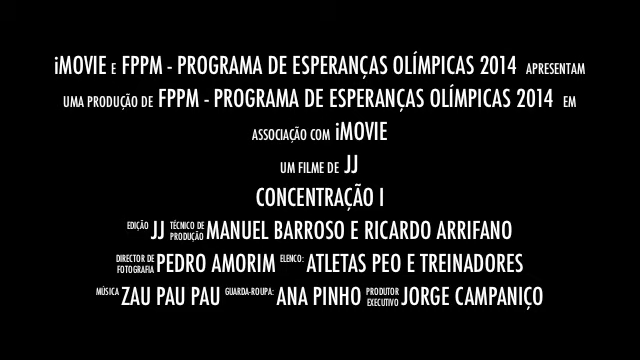 iMOVIE E FPPM - PROGRAMA DE ESPERANÇAS OLÍMPICAS 2014 APRESENTAM
UMA PRODUÇÃO DE FPPM - PROGRAMA DE ESPERANÇAS OLÍMPICAS 2014 EM
ASSOCIAÇÃO COM iMOVIE
UM FILME DE JJ
CONCENTRAÇÃO I
EDIÇÃO JJ TÉCNICO DE PRODUÇÃO MANUEL BARROSO E RICARDO ARRIFANO
DIRECTOR DE FOTOGRAFIA PEDRO AMORIM ELENCO: ATLETAS PEO E TREINADORES
MÚSICA ZAU PAU PAU GUARDA-ROUPA: ANA PINHO PRODUTOR EXECUTIVO JORGE CAMPANIÇO